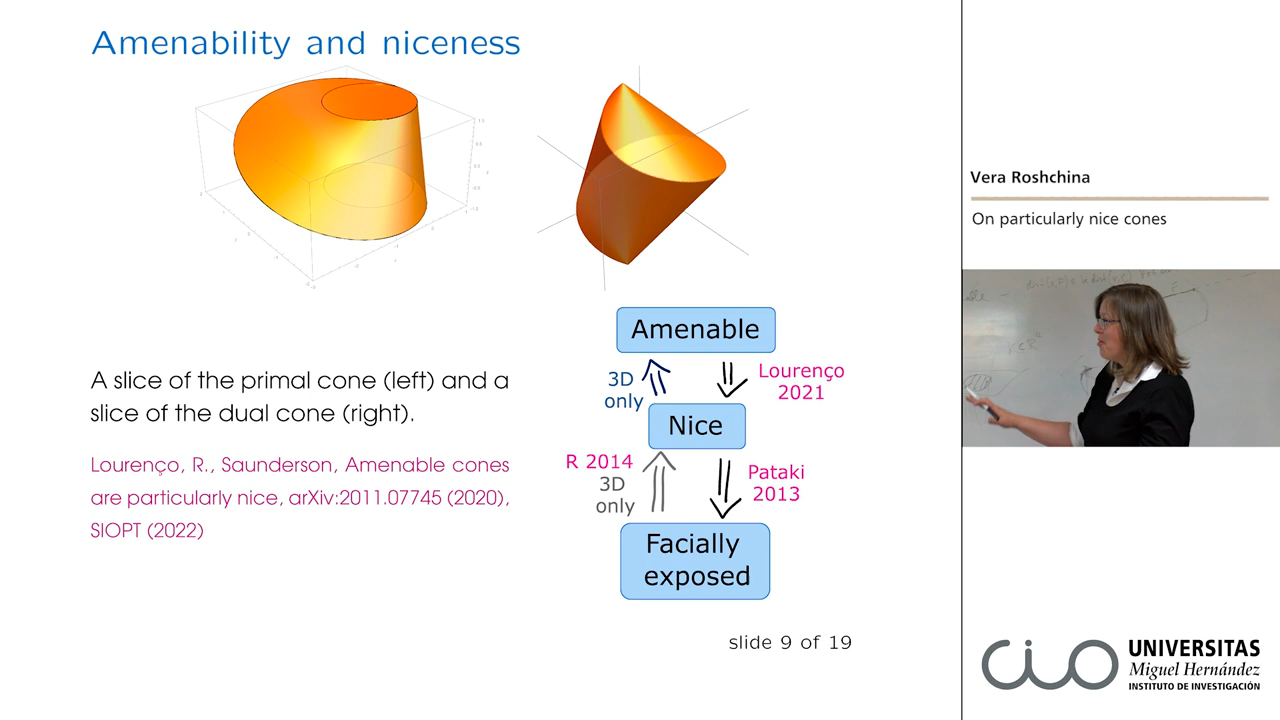 Amenability and niceness
A slice of the primal cone (left) and a
slice of the dual cone (right).
Lourenço, R., Saunderson, Amenable cones
are particularly nice, arXiv:2011.07745 (2020),
SIOPT (2022)
Amenable
3D
only
Lourenço
2021
Nice
R 2014
3D
only
Pataki
2013
Facially
exposed
slide 9 of 19
Vera Roshchina
On particularly nice cones
cio
UNIVERSITAS
Miguel Hernández
INSTITUTO DE INVESTIGACIÓN